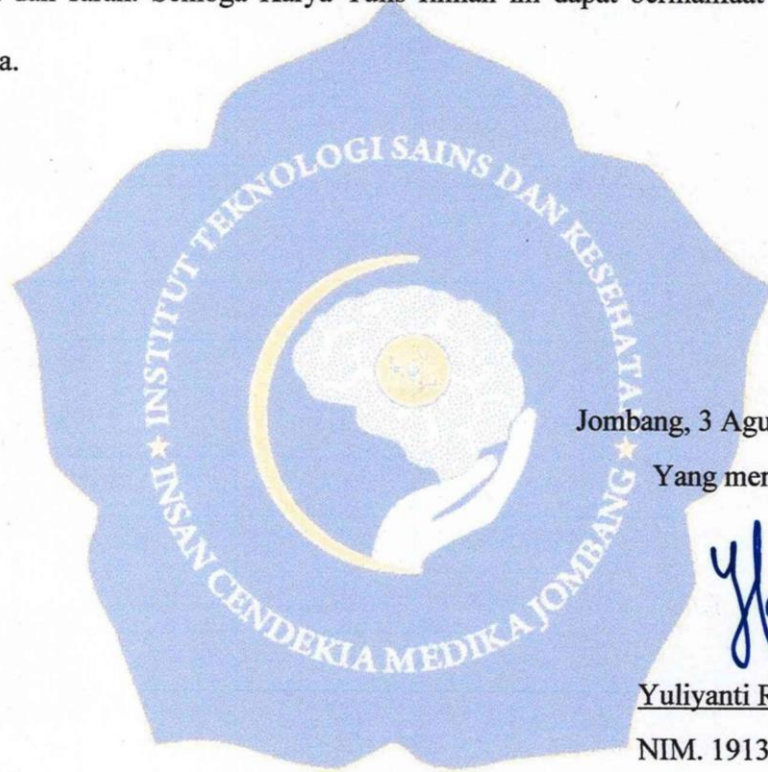 dan saran. Semoga Karya Tulis Ilmiah ini dapat bermanfaat
a.
INSTITUT TEKNOLOGI SAINS DAN KESEHATAN
★ INSAN CENDEKIA MEDIKA JOMBANG ★
Jombang, 3 Agu
Yang mer
Yuliyanti R
NIM. 1913